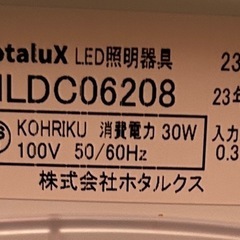 otaluX LED照明器具 23
HLDC06208 23年
S KOHRIKU 消費電力 30W 入力
100V 50/60Hz 0.3
株式会社ホタルクス